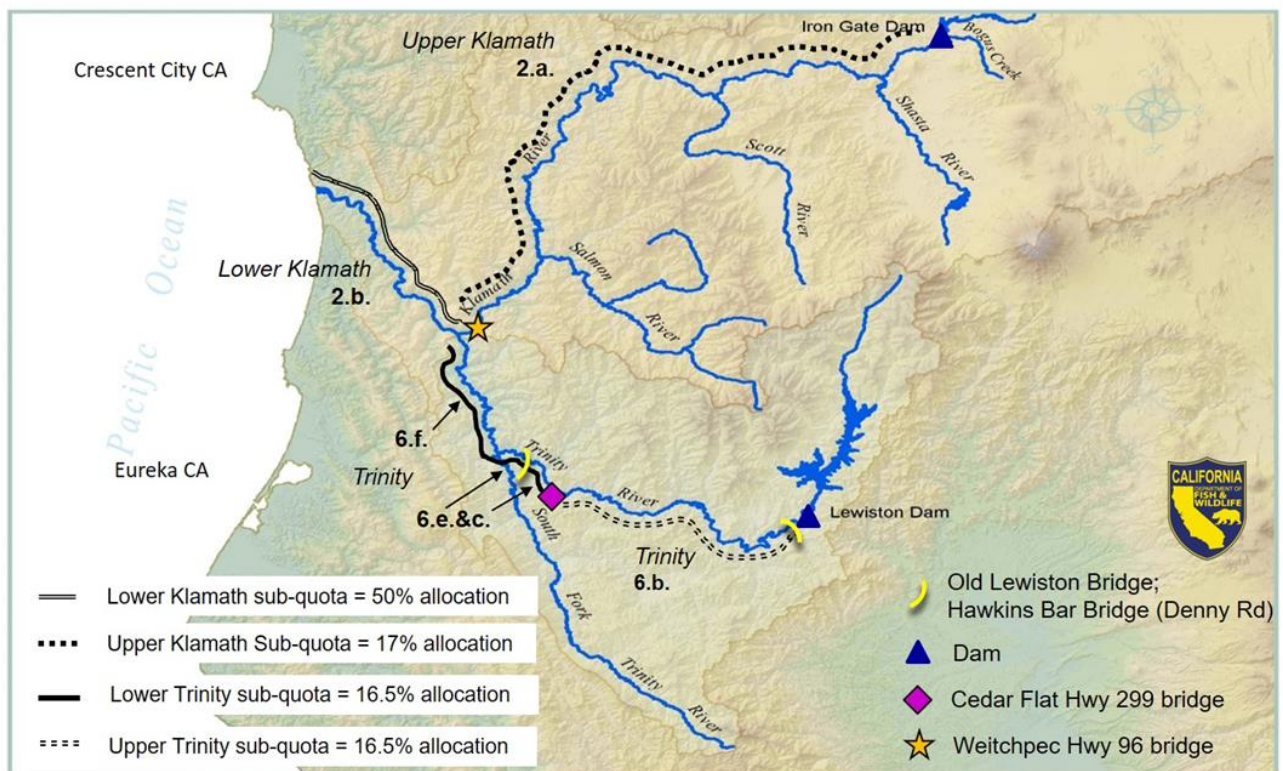 Iron Gate Dam
Bogus Creek
Upper Klamath
2.a.
Crescent City CA
Shasta
River
Scott
River
River
Klamath
Salmon
River
Pacific Ocean
Lower Klamath
2.b.
6.f.
Trinity
Trinity
River
Eureka CA
6.e.&c.
South
Fork
Trinity
River
Lewiston Dam
Trinity
6.b.
CALIFORNIA
DEPARTMENT OF
FISH &
WILDLIFE
Lower Klamath sub-quota = 50% allocation
Upper Klamath Sub-quota = 17% allocation
Lower Trinity sub-quota = 16.5% allocation
Upper Trinity sub-quota = 16.5% allocation
Old Lewiston Bridge;
Hawkins Bar Bridge (Denny Rd)
Dam
Cedar Flat Hwy 299 bridge
Weitchpec Hwy 96 bridge